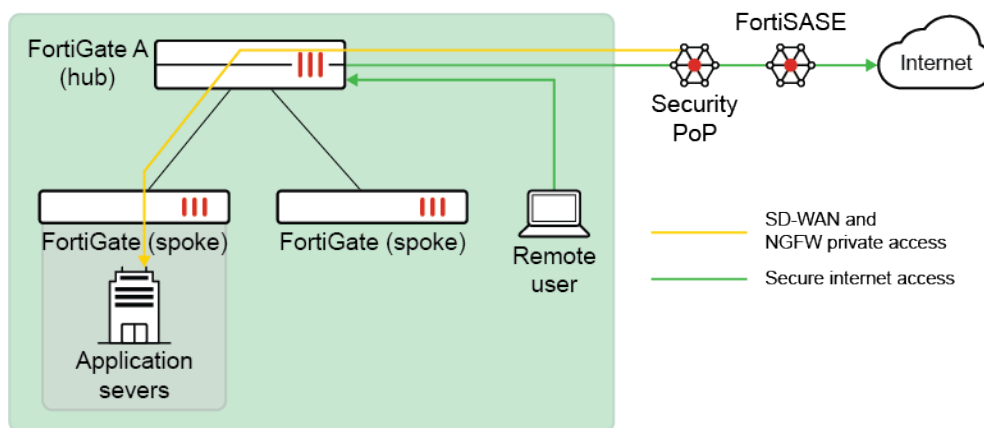 FortiGate A
(hub)
FortiSASE
Internet
Security
PoP
FortiGate (spoke)
FortiGate (spoke)
Remote
user
Application
severs
SD-WAN and
NGFW private access
Secure internet access